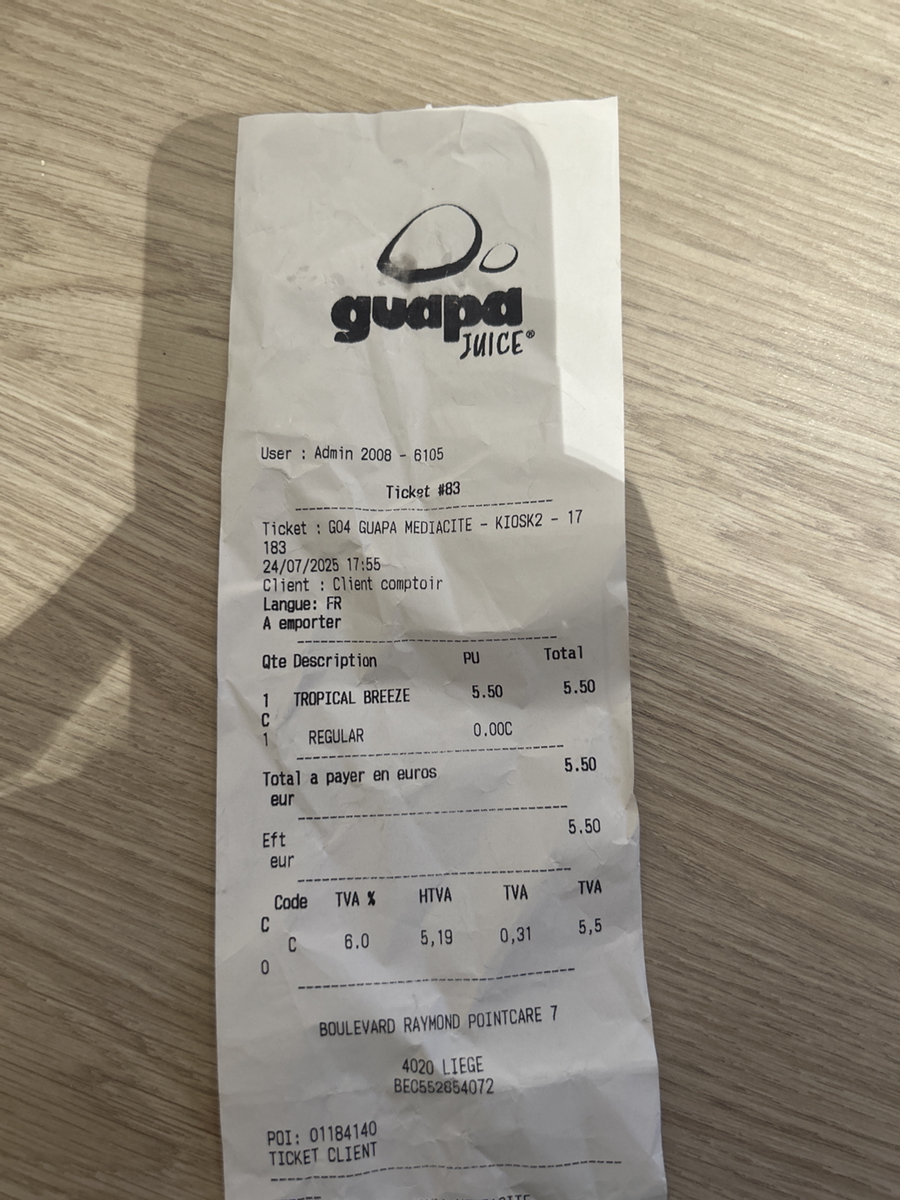 guapa
JUICE®
User : Admin 2008 - 6105
Ticket #83
Ticket : G04 GUAPA MEDIACITE - KIOSK2 - 17
183
24/07/2025 17:55
Client : Client comptoir
Langue: FR
A emporter
Qte Description PU Total
1 TROPICAL BREEZE 5.50 5.50
C
1 REGULAR 0.00C
Total a payer en euros 5.50
eur
Eft 5.50
eur
Code TVA % HTVA TVA TVA
C
C 6.0 5,19 0,31 5,5
0
BOULEVARD RAYMOND POINTCARE 7
4020 LIEGE
BE0552654072
POI: 01184140
TICKET CLIENT